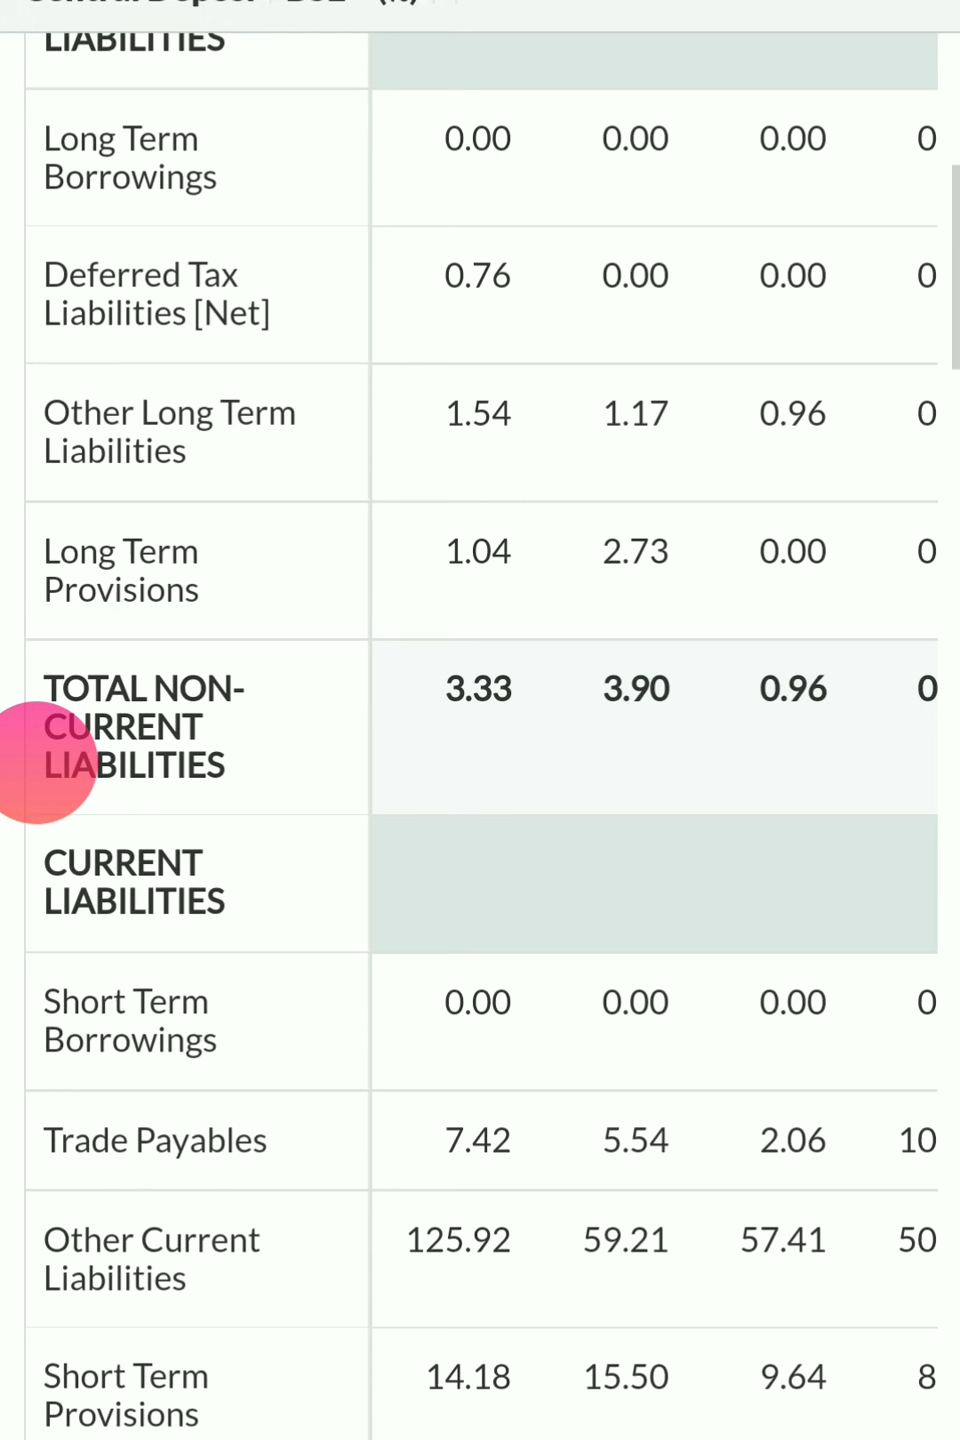 LIABILITIES
Long Term 0.00 0.00 0.00 0
Borrowings
Deferred Tax 0.76 0.00 0.00 0
Liabilities [Net]
Other Long Term 1.54 1.17 0.96 0
Liabilities
Long Term 1.04 2.73 0.00 0
Provisions
TOTAL NON- 3.33 3.90 0.96 0
CURRENT
LIABILITIES
CURRENT
LIABILITIES
Short Term 0.00 0.00 0.00 0
Borrowings
Trade Payables 7.42 5.54 2.06 10
Other Current 125.92 59.21 57.41 50
Liabilities
Short Term 14.18 15.50 9.64 8
Provisions